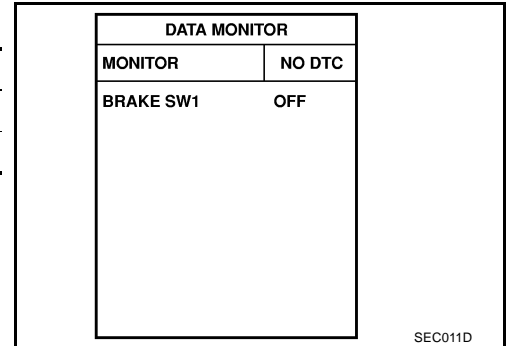 DATA MONITOR
MONITOR NO DTC
BRAKE SW1 OFF
SEC011D